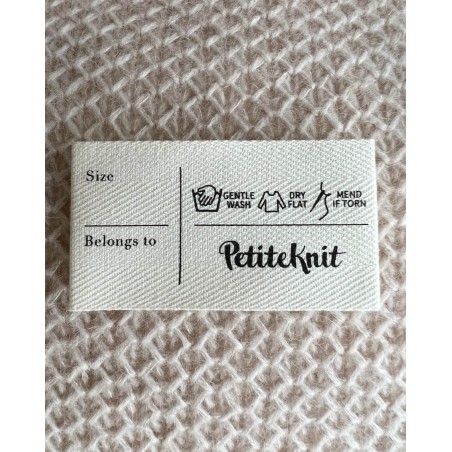 Size
GENTLE WASH
DRY FLAT
MEND IF TORN
Belongs to
PetiteKnit